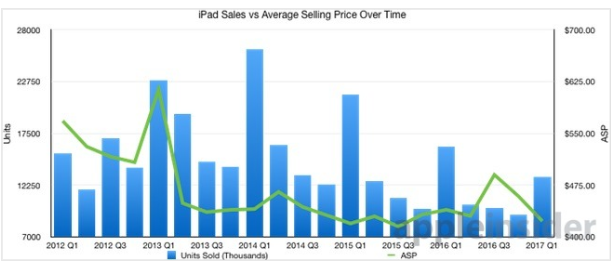 iPad Sales vs Average Selling Price Over Time
28000
22750
17500
12250
7000
Units
$700.00
$625.00
$550.00
$475.00
$400.00
ASP
2012 Q1 2012 Q3 2013 Q1 2013 Q3 2014 Q1 2014 Q3 2015 Q1 2015 Q3 2016 Q1 2016 Q3 2017 Q1
appleinsider
Units Sold (Thousands) ASP